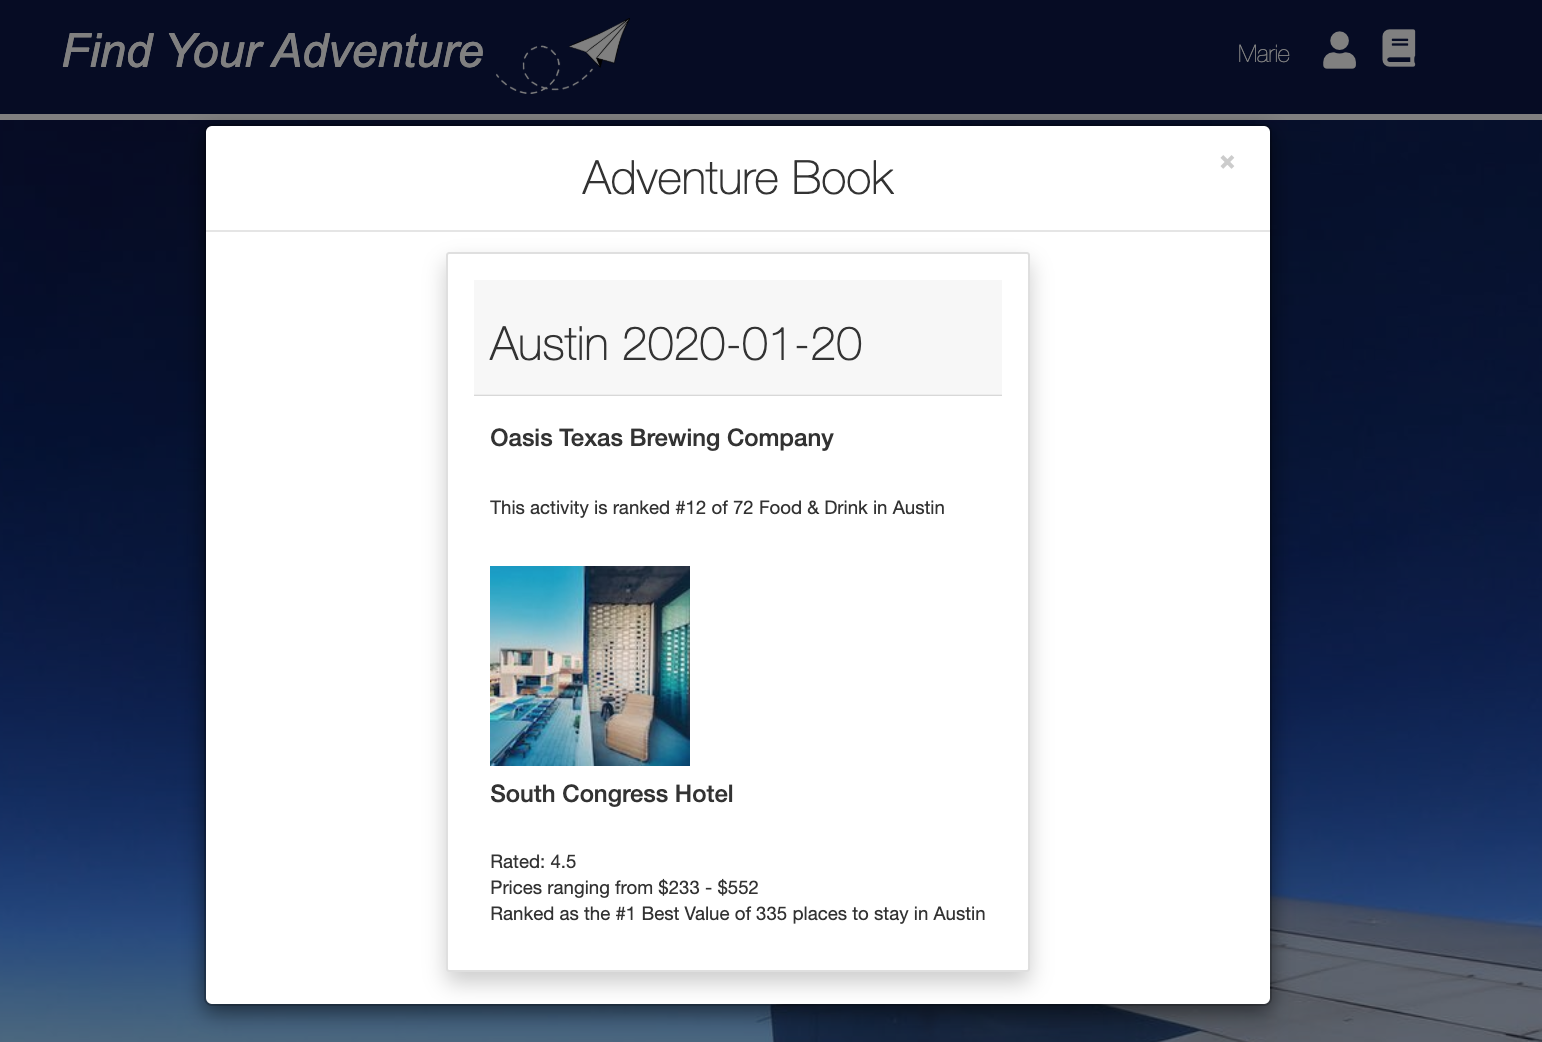 Find Your Adventure
Marie
Adventure Book
×
Austin 2020-01-20
Oasis Texas Brewing Company
This activity is ranked #12 of 72 Food & Drink in Austin
South Congress Hotel
Rated: 4.5
Prices ranging from $233 - $552
Ranked as the #1 Best Value of 335 places to stay in Austin